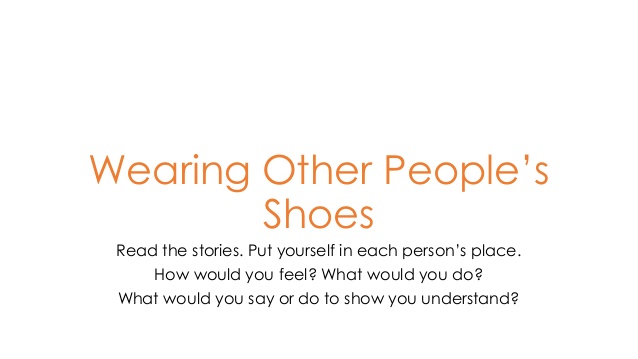 Wearing Other People’s
Shoes
Read the stories. Put yourself in each person’s place.
How would you feel? What would you do?
What would you say or do to show you understand?